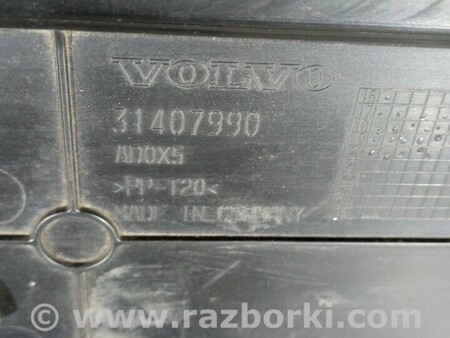 VOLVO
31407990
AD0X5
>PP-T20<
MADE IN GERMANY
www.razborki.com